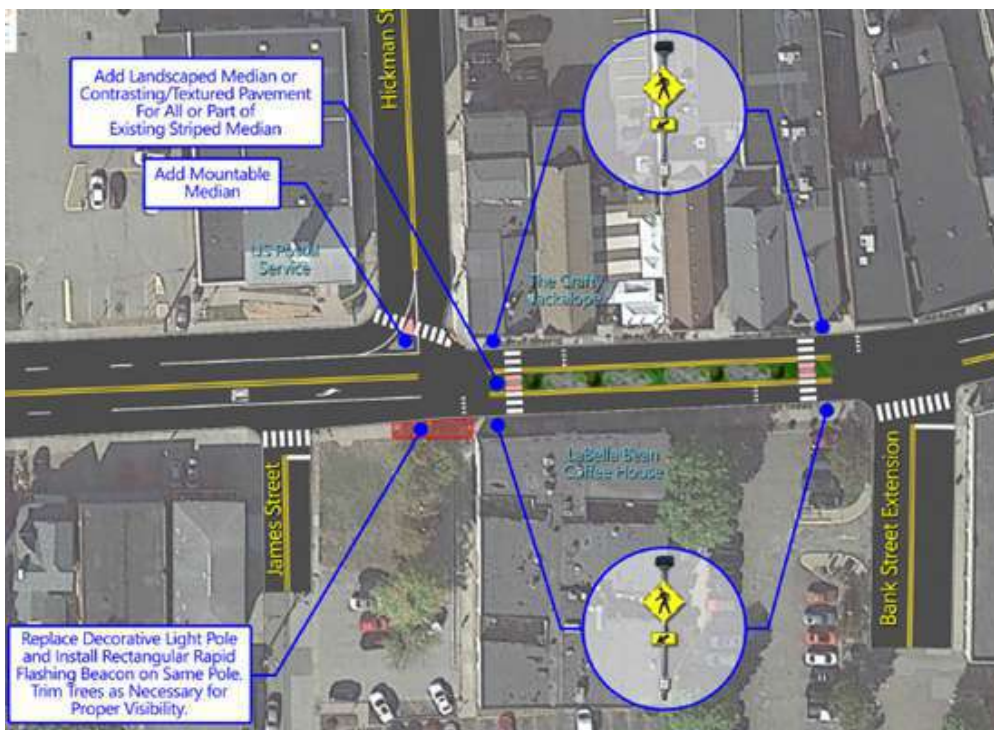 Hickman St
Add Landscaped Median or
Contrasting/Textured Pavement
For All or Part of
Existing Striped Median
Add Mountable
Median
US Postal
Service
The Crafty
Jackalope
LaBella Bean
Coffee House
James Street
Bank Street Extension
Replace Decorative Light Pole
and Install Rectangular Rapid
Flashing Beacon on Same Pole.
Trim Trees as Necessary for
Proper Visibility.